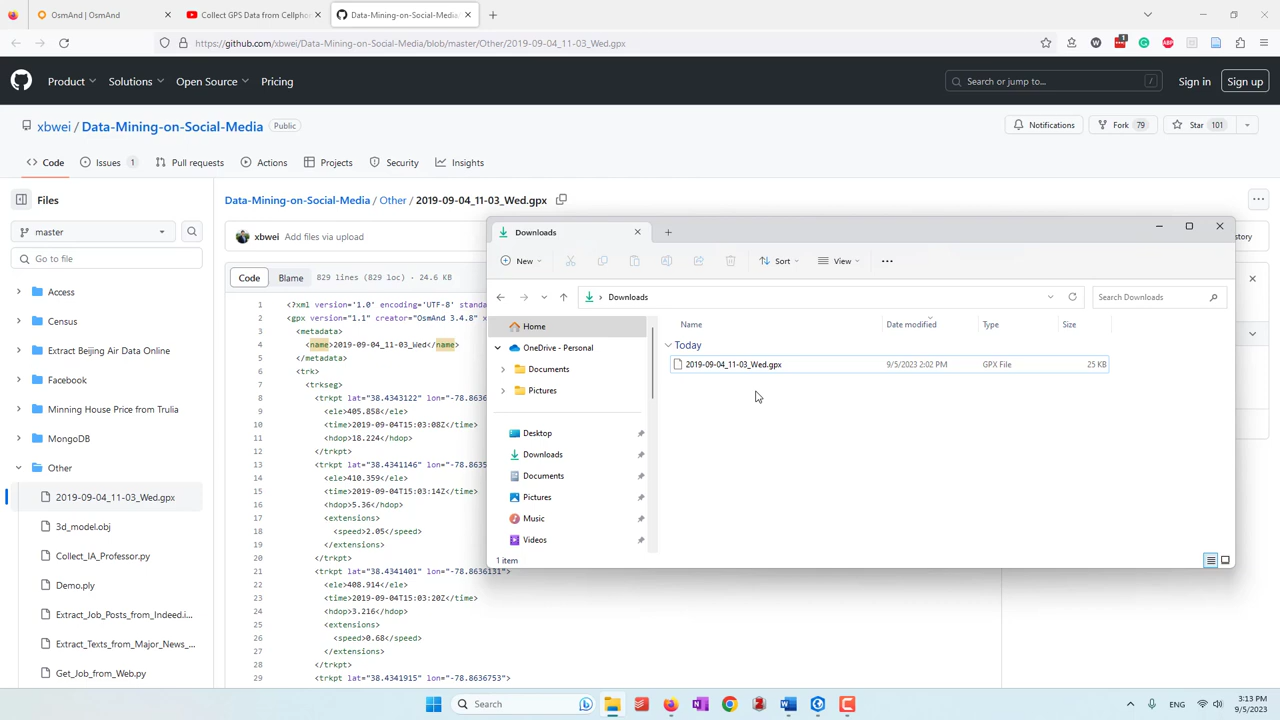 OsmAnd | OsmAnd
Collect GPS Data from Cellphon
Data-Mining-on-Social-Media/
https://github.com/xbwei/Data-Mining-on-Social-Media/blob/master/Other/2019-09-04_11-03_Wed.gpx
Product Solutions Open Source Pricing
Search or jump to... /
Sign in Sign up
xbwei / Data-Mining-on-Social-Media Public
Notifications Fork 79 Star 101
Code Issues 1 Pull requests Actions Projects Security Insights
Files
Data-Mining-on-Social-Media / Other / 2019-09-04_11-03_Wed.gpx
master
xbwei Add files via upload
story
Go to file
Code Blame 829 lines (829 loc) · 24.6 KB
Access
Census
Extract Beijing Air Data Online
Facebook
Minning House Price from Trulia
MongoDB
Other
2019-09-04_11-03_Wed.gpx
3d_model.obj
Collect_IA_Professor.py
Demo.ply
Extract_Job_Posts_from_Indeed.i...
Extract_Texts_from_Major_News_...
Get_Job_from_Web.py
1 <?xml version='1.0' encoding='UTF-8' standa
2 <gpx version="1.1" creator="OsmAnd 3.4.8" x
3 <metadata>
4 <name>2019-09-04_11-03_Wed</name>
5 </metadata>
6 <trk>
7 <trkseg>
8 <trkpt lat="38.4343122" lon="-78.8636
9 <ele>405.858</ele>
10 <time>2019-09-04T15:03:08Z</time>
11 <hdop>18.224</hdop>
12 </trkpt>
13 <trkpt lat="38.4341146" lon="-78.8635
14 <ele>410.359</ele>
15 <time>2019-09-04T15:03:14Z</time>
16 <hdop>5.36</hdop>
17 <extensions>
18 <speed>2.05</speed>
19 </extensions>
20 </trkpt>
21 <trkpt lat="38.4341401" lon="-78.8636131">
22 <ele>408.914</ele>
23 <time>2019-09-04T15:03:20Z</time>
24 <hdop>3.216</hdop>
25 <extensions>
26 <speed>0.68</speed>
27 </extensions>
28 </trkpt>
29 <trkpt lat="38.4341915" lon="-78.8636753">
Downloads
New Sort View
Downloads
Search Downloads
Home
OneDrive - Personal
Documents
Pictures
Desktop
Downloads
Documents
Pictures
Music
Videos
Name Date modified Type Size
Today
2019-09-04_11-03_Wed.gpx 9/5/2023 2:02 PM GPX File 25 KB
1 item
Search
ENG
3:13 PM
9/5/2023